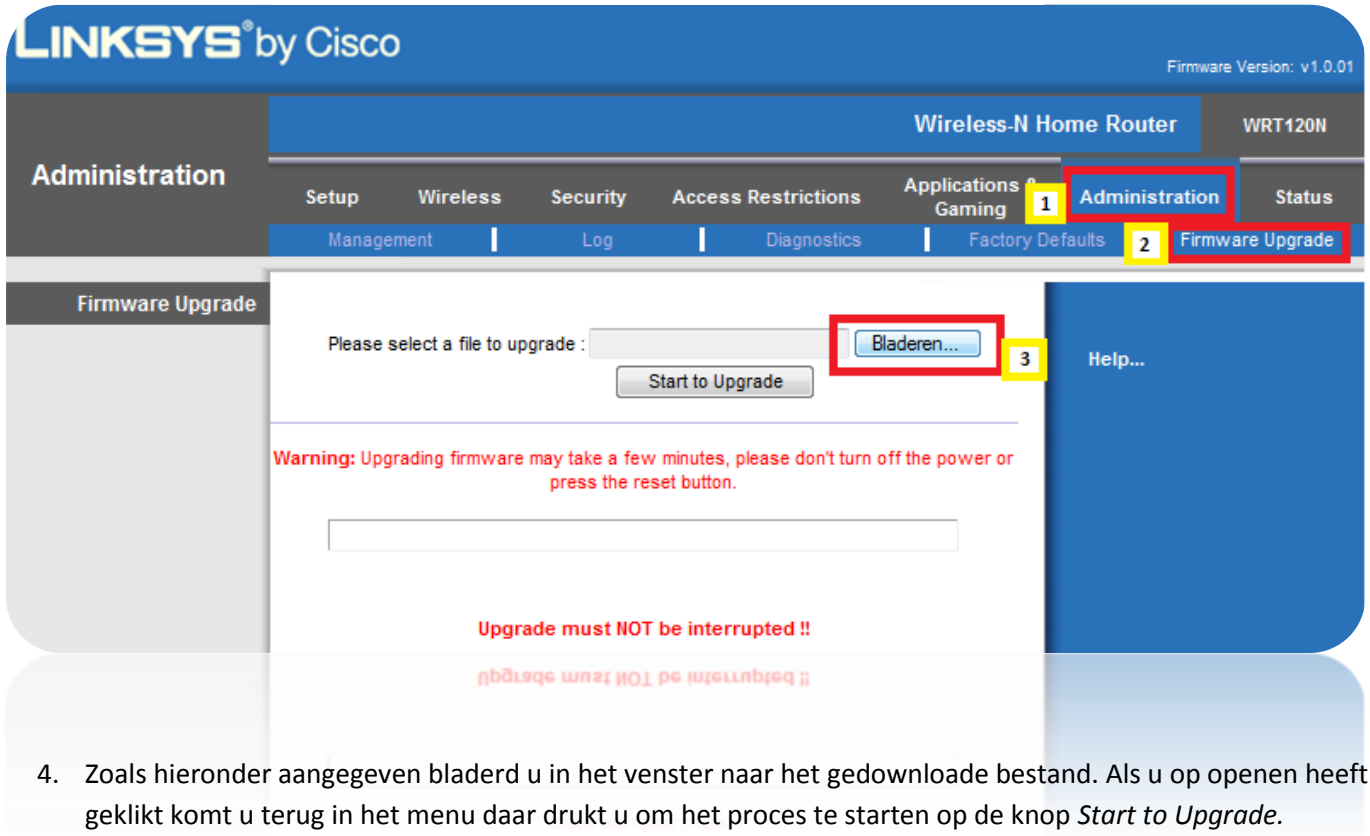 LINKSYS® by Cisco
Firmware Version: v1.0.01
Wireless-N Home Router
WRT120N
Administration
Setup Wireless Security Access Restrictions Applications & Gaming 1 Administration Status
Management Log Diagnostics Factory Defaults 2 Firmware Upgrade
Firmware Upgrade
Please select a file to upgrade : Bladeren... 3
Help...
Start to Upgrade
Warning: Upgrading firmware may take a few minutes, please don't turn off the power or
press the reset button.
Upgrade must NOT be interrupted !!
Upgrade must NOT be interrupted !!
4. Zoals hieronder aangegeven bladerd u in het venster naar het gedownloade bestand. Als u op openen heeft
geklikt komt u terug in het menu daar drukt u om het proces te starten op de knop Start to Upgrade.